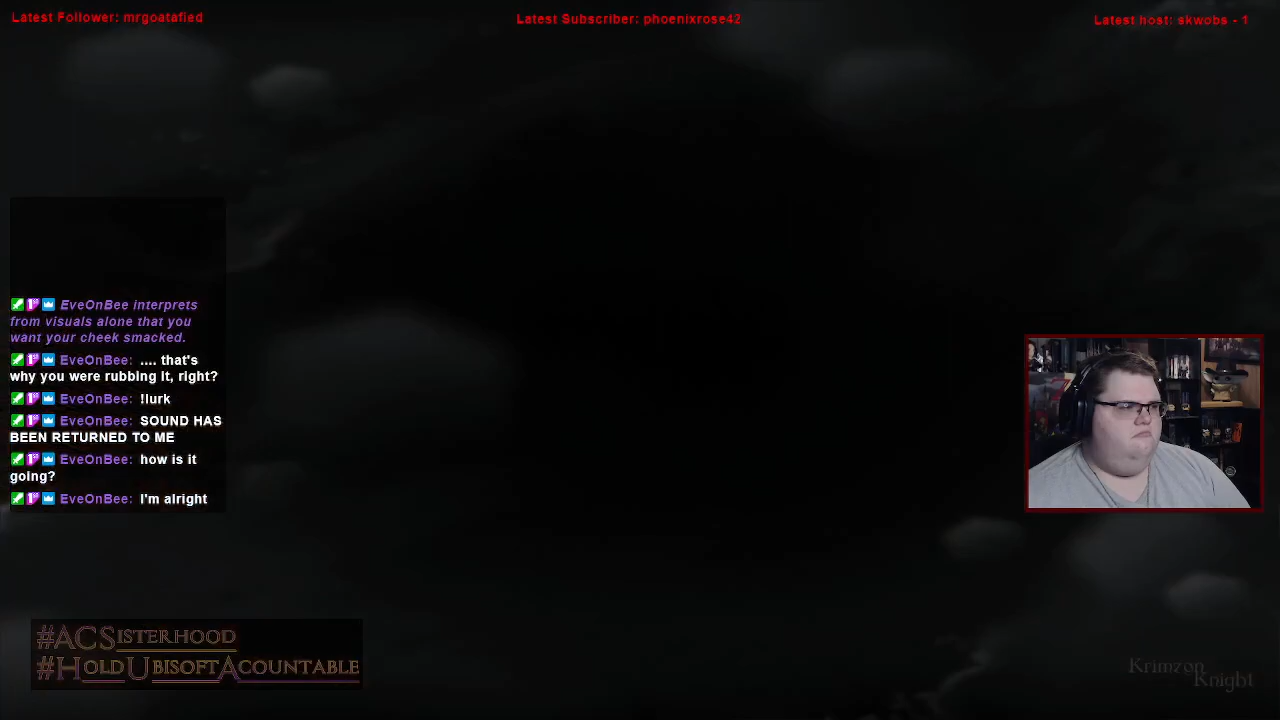 Latest Follower: mrgoatafied
Latest Subscriber: phoenixrose42
Latest host: skwobs - 1
EveOnBee interprets
from visuals alone that you
want your cheek smacked.
EveOnBee: .... that's
why you were rubbing it, right?
EveOnBee: !lurk
EveOnBee: SOUND HAS
BEEN RETURNED TO ME
EveOnBee: how is it
going?
EveOnBee: I'm alright
#ACSisterhood
#HoldUbisoftAcountable
Krimzon
Knight